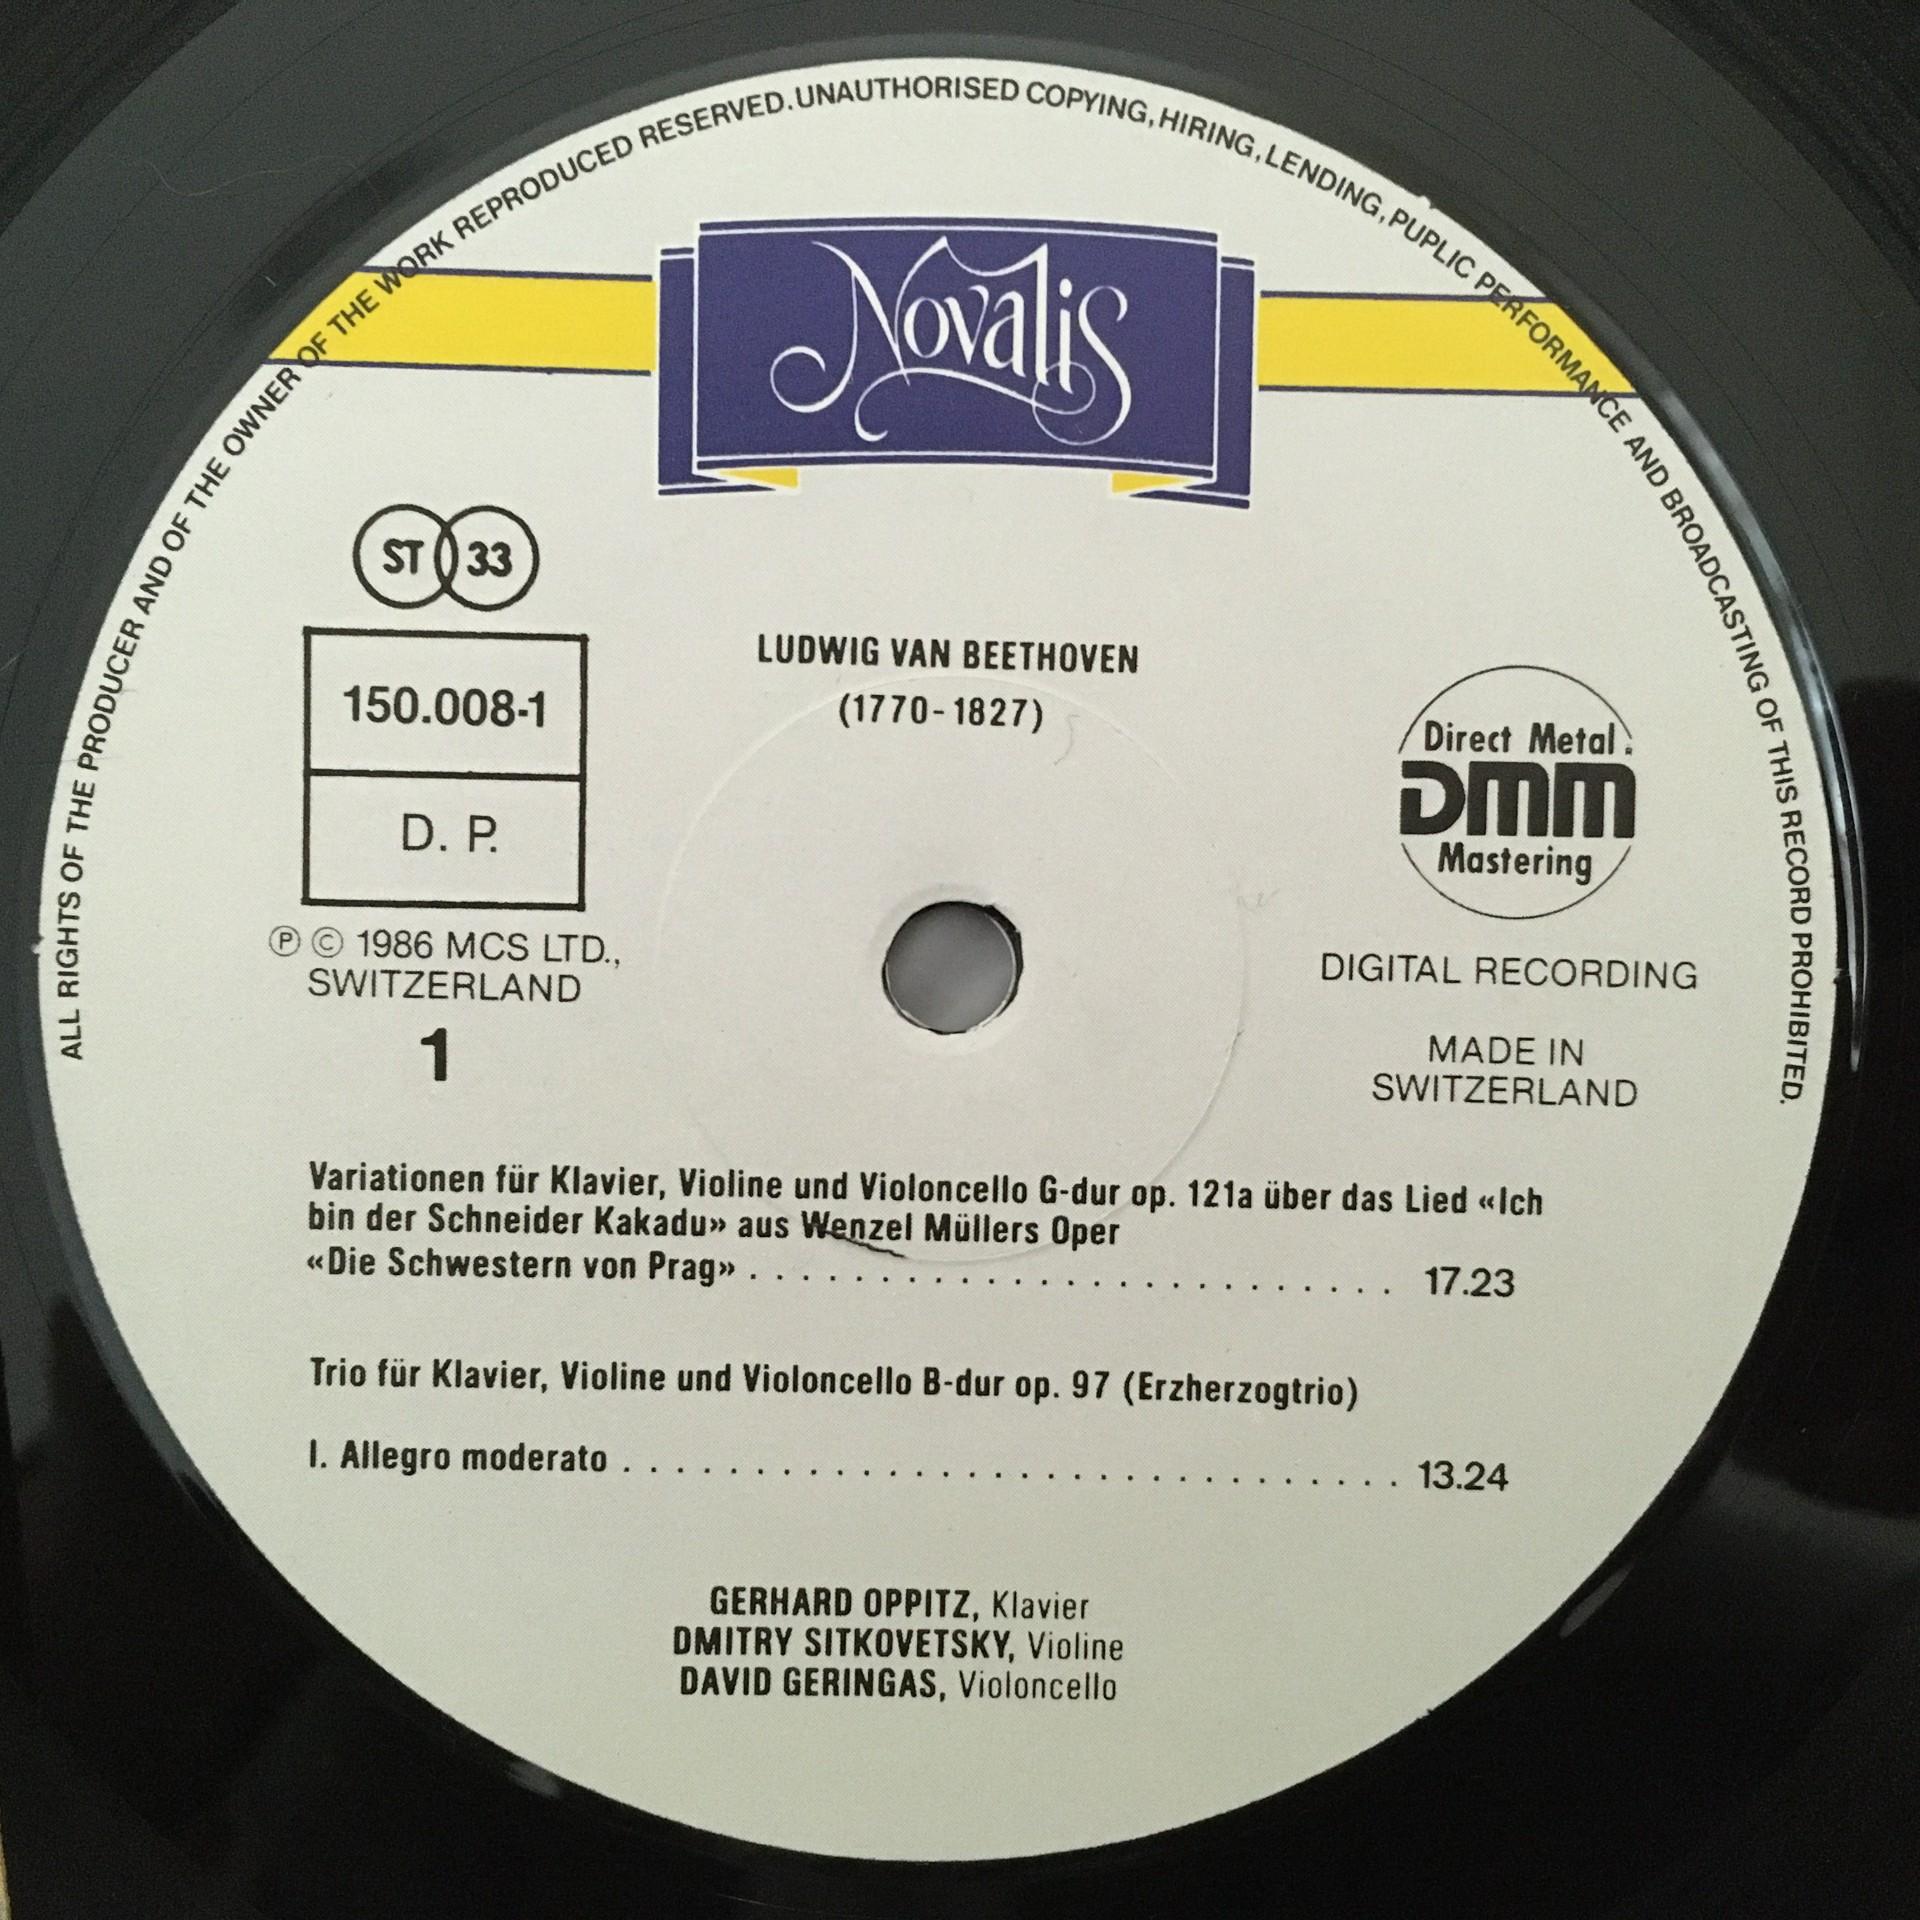 ALL RIGHTS OF THE PRODUCER AND OF THE OWNER OF THE WORK REPRODUCED RESERVED. UNAUTHORISED COPYING, HIRING, LENDING, PUPLIC PERFORMANCE AND BROADCASTING OF THIS RECORD PROHIBITED.
Novalis
ST 33
150.008-1
D. P.
Ⓟ © 1986 MCS LTD.,
SWITZERLAND
1
LUDWIG VAN BEETHOVEN
(1770-1827)
Direct Metal
DMM
Mastering
DIGITAL RECORDING
MADE IN
SWITZERLAND
Variationen für Klavier, Violine und Violoncello G-dur op. 121a über das Lied «Ich
bin der Schneider Kakadu» aus Wenzel Müllers Oper
«Die Schwestern von Prag» . . . . . . . . . . . . . . . . . . . . . . . . . 17.23
Trio für Klavier, Violine und Violoncello B-dur op. 97 (Erzherzogtrio)
I. Allegro moderato . . . . . . . . . . . . . . . . . . . . . . . . . . . . . . 13.24
GERHARD OPPITZ, Klavier
DMITRY SITKOVETSKY, Violine
DAVID GERINGAS, Violoncello